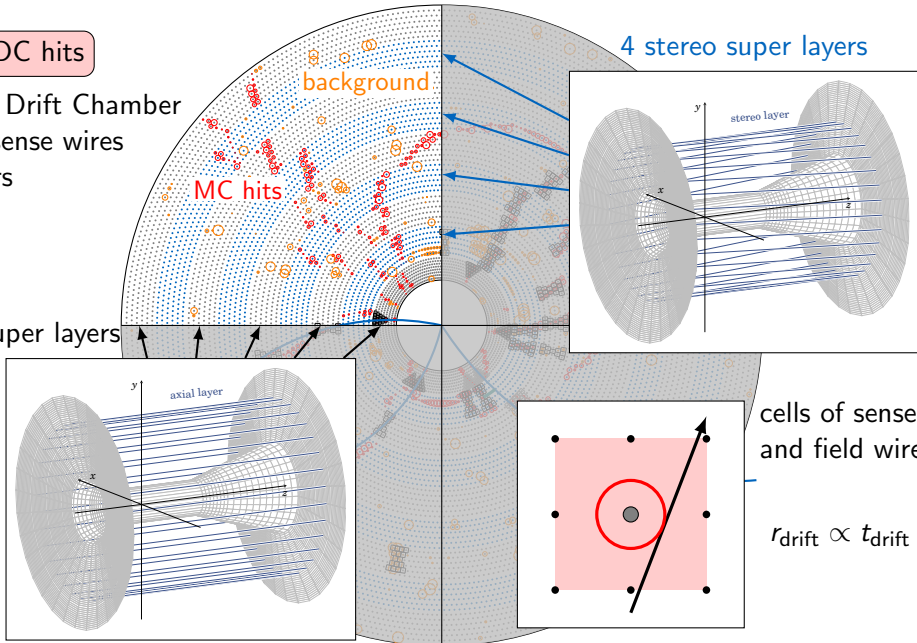 DC hits
4 stereo super layers
background
Drift Chamber
sense wires
rs
MC hits
y
stereo layer
x
z
uper layers
y
axial layer
x
z
cells of sense
and field wire
r_drift ∝ t_drift